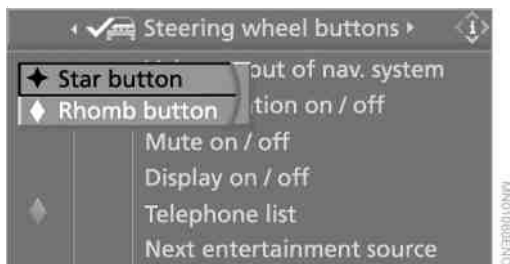 Steering wheel buttons
out of nav. system
Star button
Rhomb button
on / off
Mute on / off
Display on / off
Telephone list
Next entertainment source